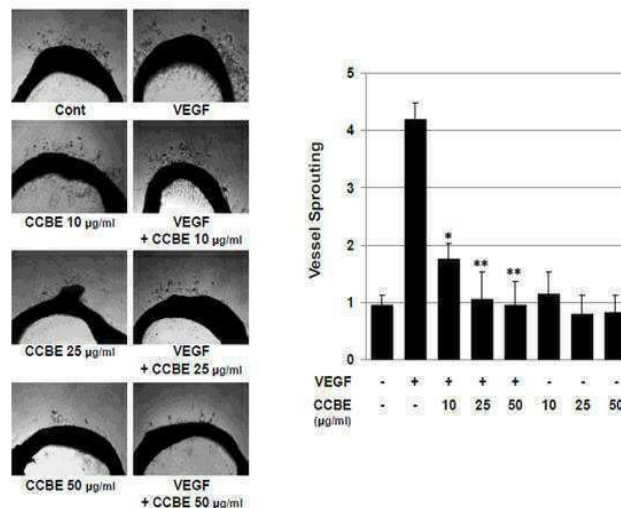 Cont VEGF
CCBE 10 µg/ml VEGF
+ CCBE 10 µg/ml
CCBE 25 µg/ml VEGF
+ CCBE 25 µg/ml
CCBE 50 µg/ml VEGF
+ CCBE 50 µg/ml
Vessel Sprouting
5
4
3
2
1
0
*
**
**
VEGF - + + + + - - -
CCBE - - 10 25 50 10 25 50
(µg/ml)